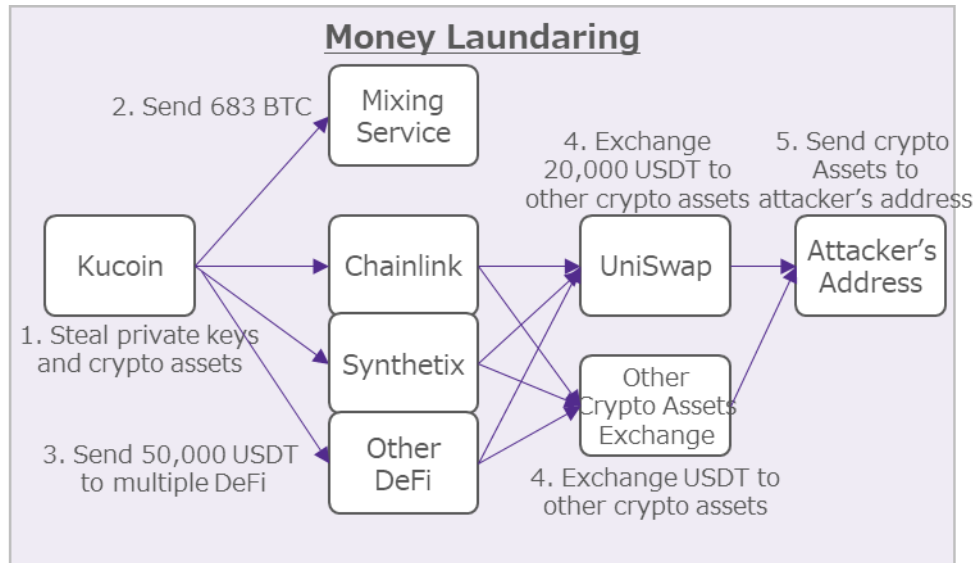 Money Laundaring
2. Send 683 BTC
Mixing
Service
4. Exchange
20,000 USDT to
other crypto assets
5. Send crypto
Assets to
attacker's address
Kucoin
Chainlink
UniSwap
Attacker's
Address
1. Steal private keys
and crypto assets
Synthetix
Other
Crypto Assets
Exchange
3. Send 50,000 USDT
to multiple DeFi
Other
DeFi
4. Exchange USDT to
other crypto assets